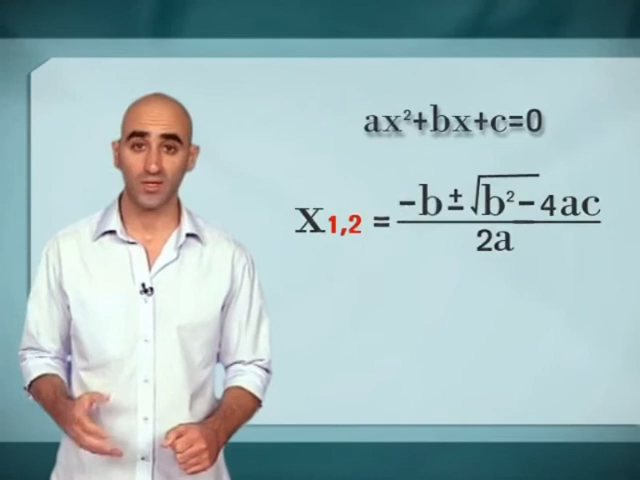 ax²+bx+c=0
x1,2 = -b±√b²-4ac
2a